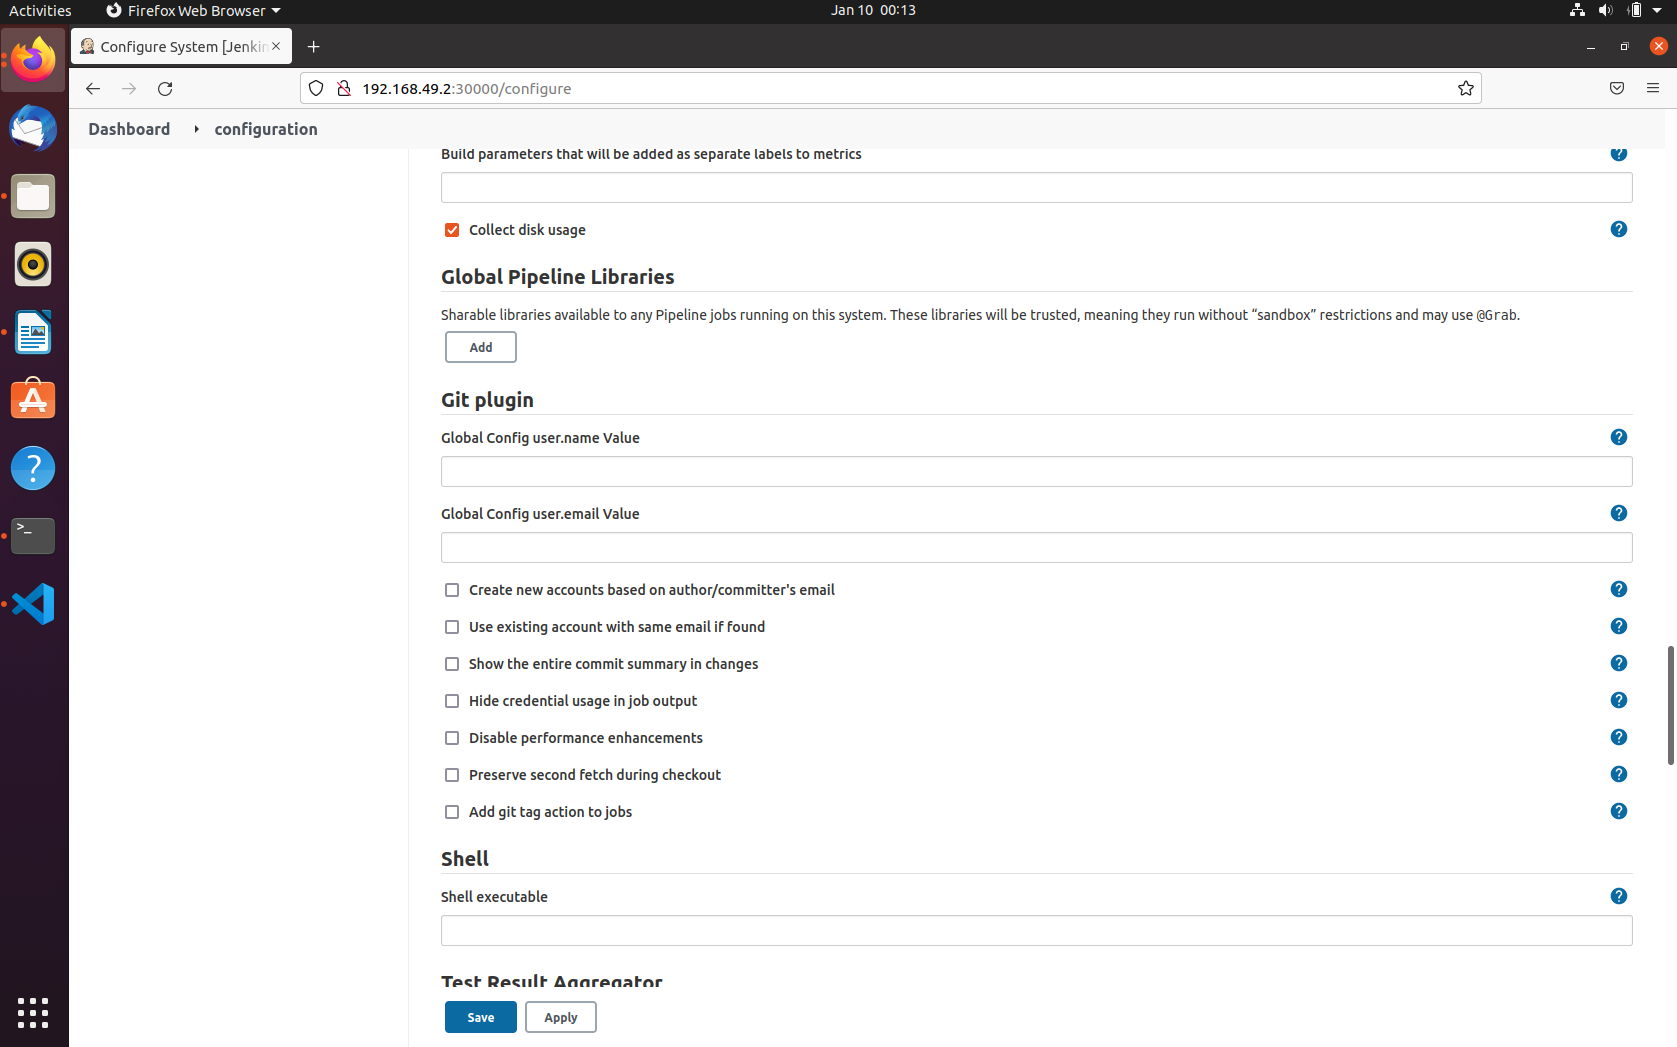 Activities
Firefox Web Browser
Jan 10 00:13
Configure System [Jenkin
192.168.49.2:30000/configure
Dashboard
configuration
Build parameters that will be added as separate labels to metrics
Collect disk usage
Global Pipeline Libraries
Sharable libraries available to any Pipeline jobs running on this system. These libraries will be trusted, meaning they run without “sandbox” restrictions and may use @Grab.
Add
Git plugin
Global Config user.name Value
Global Config user.email Value
Create new accounts based on author/committer's email
Use existing account with same email if found
Show the entire commit summary in changes
Hide credential usage in job output
Disable performance enhancements
Preserve second fetch during checkout
Add git tag action to jobs
Shell
Shell executable
Test Result Aggregator
Save
Apply